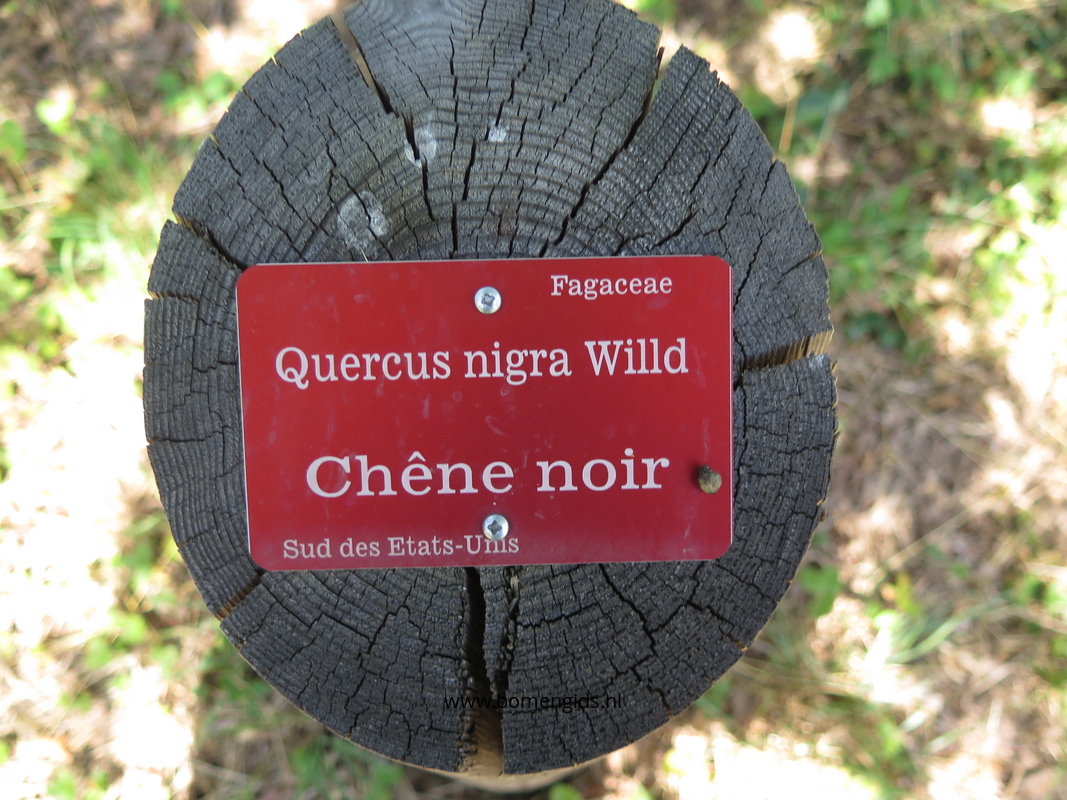 Fagaceae
Quercus nigra Willd
Chêne noir
Sud des Etats-Unis
www.bomengids.nl